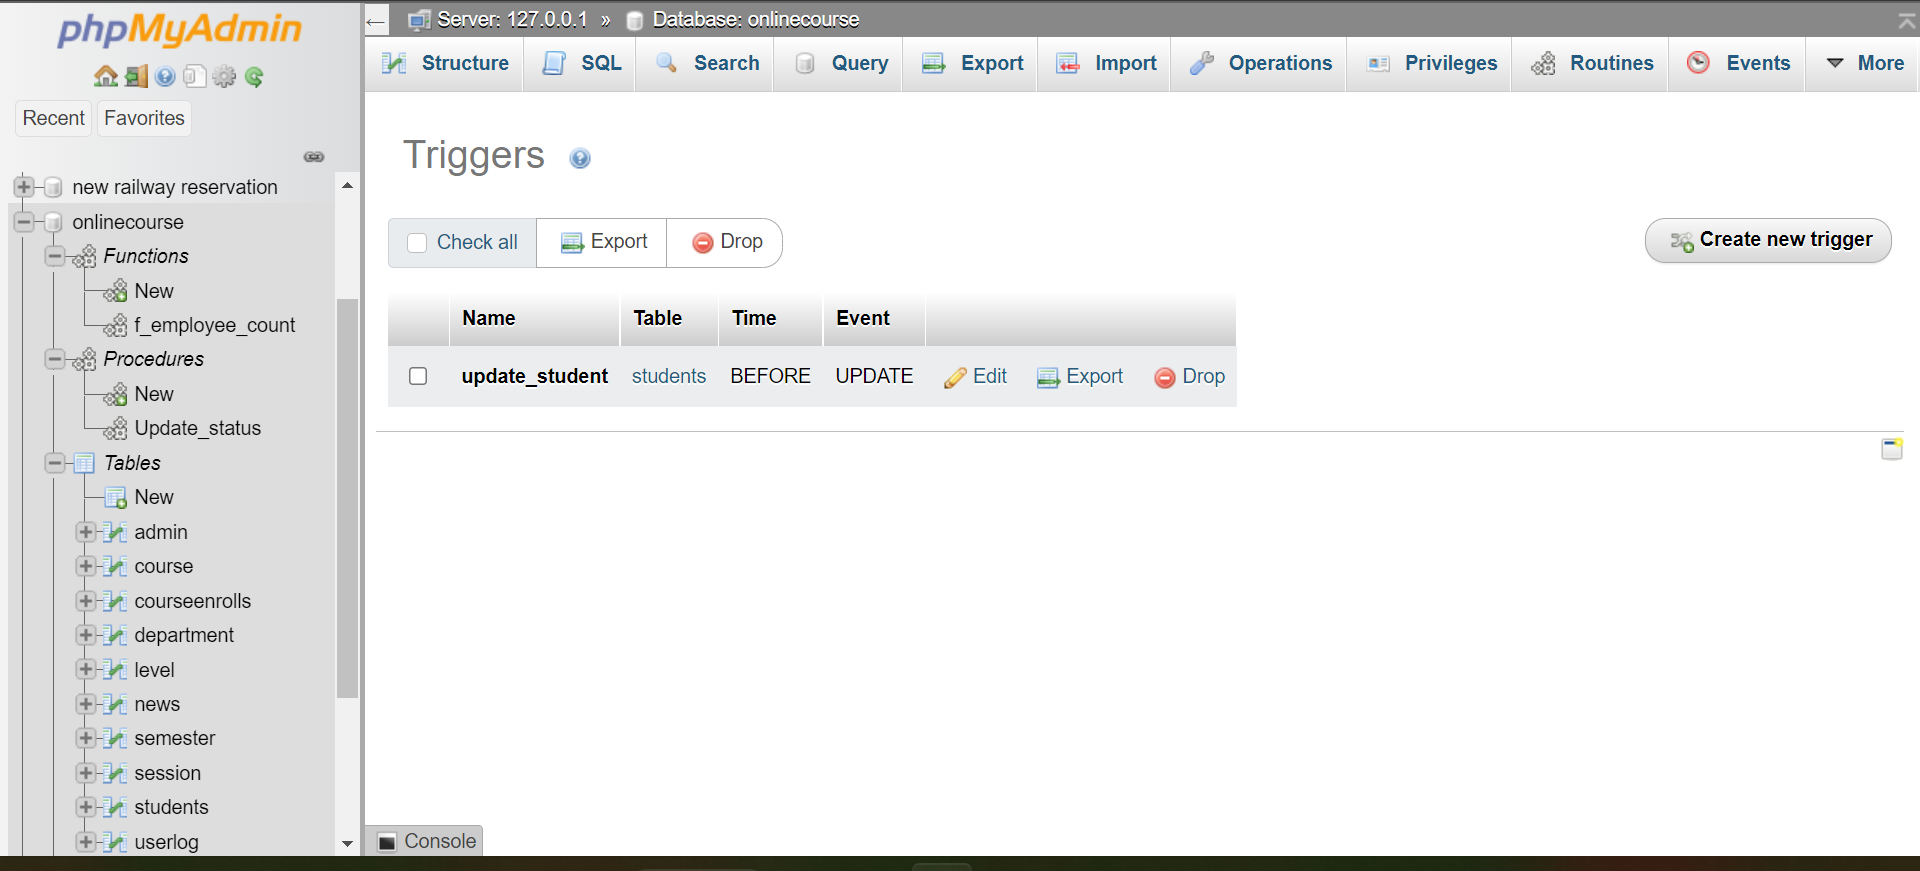 phpMyAdmin
Recent Favorites
new railway reservation
onlinecourse
Functions
New
f_employee_count
Procedures
New
Update_status
Tables
New
admin
course
courseenrolls
department
level
news
semester
session
students
userlog
← Server: 127.0.0.1 » Database: onlinecourse
Structure SQL Search Query Export Import Operations Privileges Routines Events More
Triggers
Check all Export Drop
Create new trigger
Name Table Time Event
update_student students BEFORE UPDATE Edit Export Drop
Console